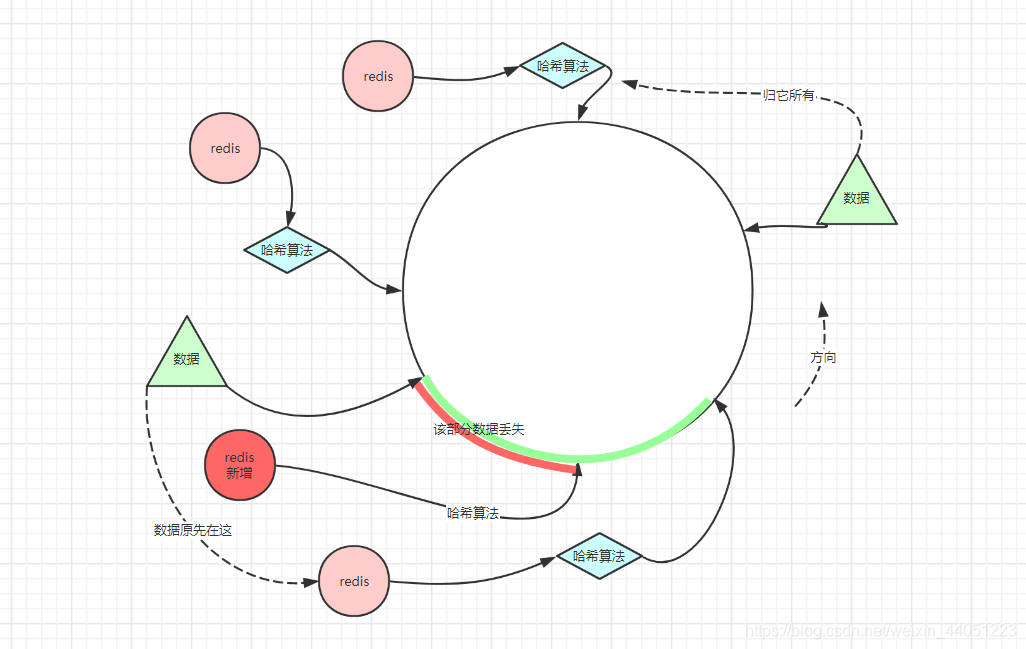 redis
哈希算法
归它所有
redis
数据
哈希算法
方向
数据
该部分数据丢失
redis
新增
哈希算法
数据原先在这
redis
哈希算法
https://blog.csdn.net/weixin_44051223